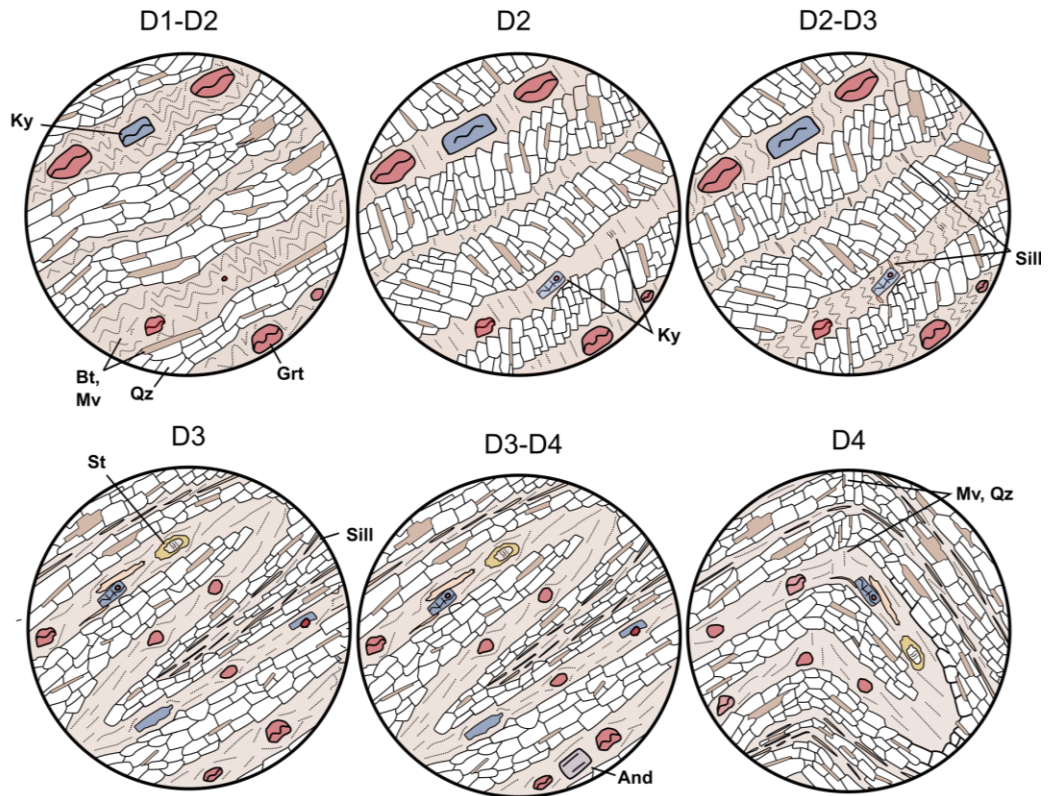 D1-D2
D2
D2-D3
Ky
Sill
Ky
Bt,
Mv
Qz
Grt
D3
D3-D4
D4
St
Sill
Mv, Qz
And